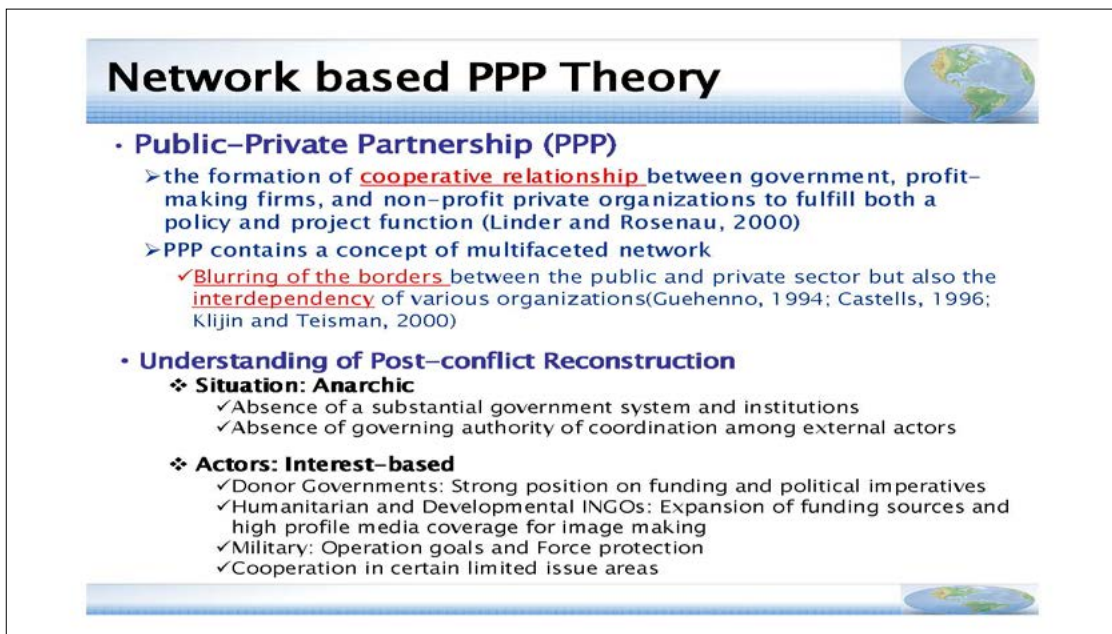 Network based PPP Theory
• Public-Private Partnership (PPP)
➢the formation of cooperative relationship between government, profit-
making firms, and non-profit private organizations to fulfill both a
policy and project function (Linder and Rosenau, 2000)
➢PPP contains a concept of multifaceted network
✓Blurring of the borders between the public and private sector but also the
interdependency of various organizations(Guehenno, 1994; Castells, 1996;
Klijin and Teisman, 2000)
• Understanding of Post-conflict Reconstruction
❖ Situation: Anarchic
✓Absence of a substantial government system and institutions
✓Absence of governing authority of coordination among external actors
❖ Actors: Interest-based
✓Donor Governments: Strong position on funding and political imperatives
✓Humanitarian and Developmental INGOs: Expansion of funding sources and
high profile media coverage for image making
✓Military: Operation goals and Force protection
✓Cooperation in certain limited issue areas